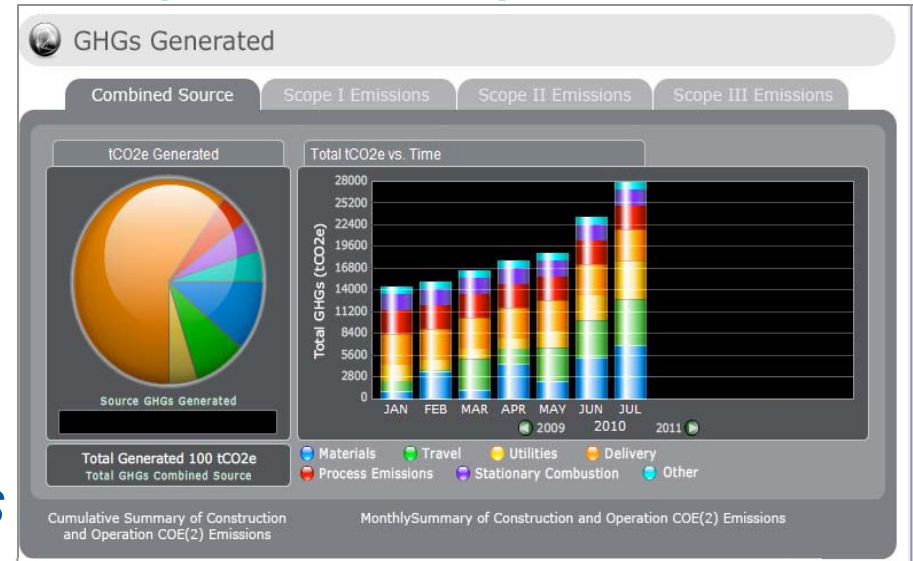 GHGs Generated
Combined Source
Scope I Emissions
Scope II Emissions
Scope III Emissions
tCO2e Generated
Source GHGs Generated
Total Generated 100 tCO2e
Total GHGs Combined Source
Cumulative Summary of Construction
and Operation COE(2) Emissions
Total tCO2e vs. Time
Total GHGs (tCO2e)
28000
25200
22400
19600
16800
14000
11200
8400
5600
2800
0
JAN FEB MAR APR MAY JUN JUL
2009 2010 2011
Materials Travel Utilities Delivery
Process Emissions Stationary Combustion Other
MonthlySummary of Construction and Operation COE(2) Emissions